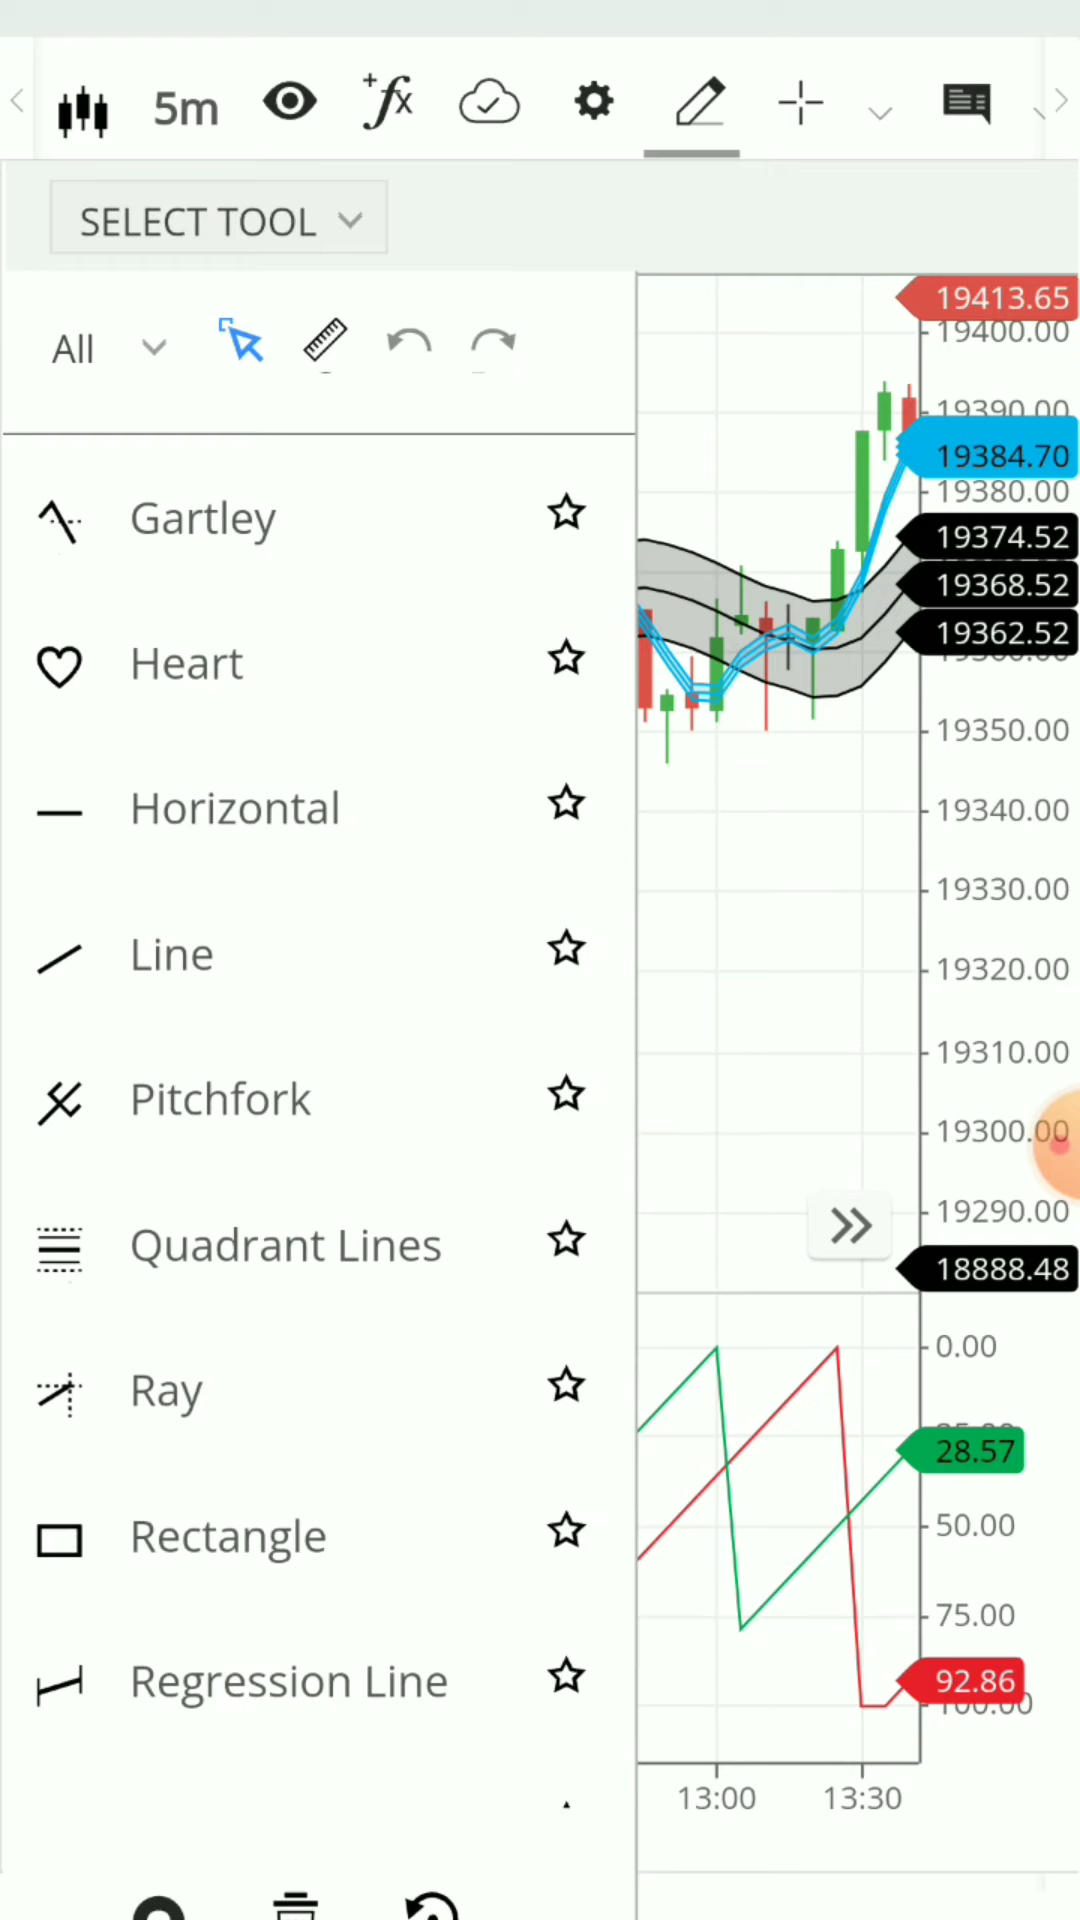 5m
+fx
SELECT TOOL
All
Gartley
Heart
Horizontal
Line
Pitchfork
Quadrant Lines
Ray
Rectangle
Regression Line
19413.65
19400.00
19390.00
19384.70
19380.00
19374.52
19368.52
19362.52
19350.00
19340.00
19330.00
19320.00
19310.00
19300.00
19290.00
18888.48
0.00
28.57
50.00
75.00
92.86
100.00
13:00 13:30